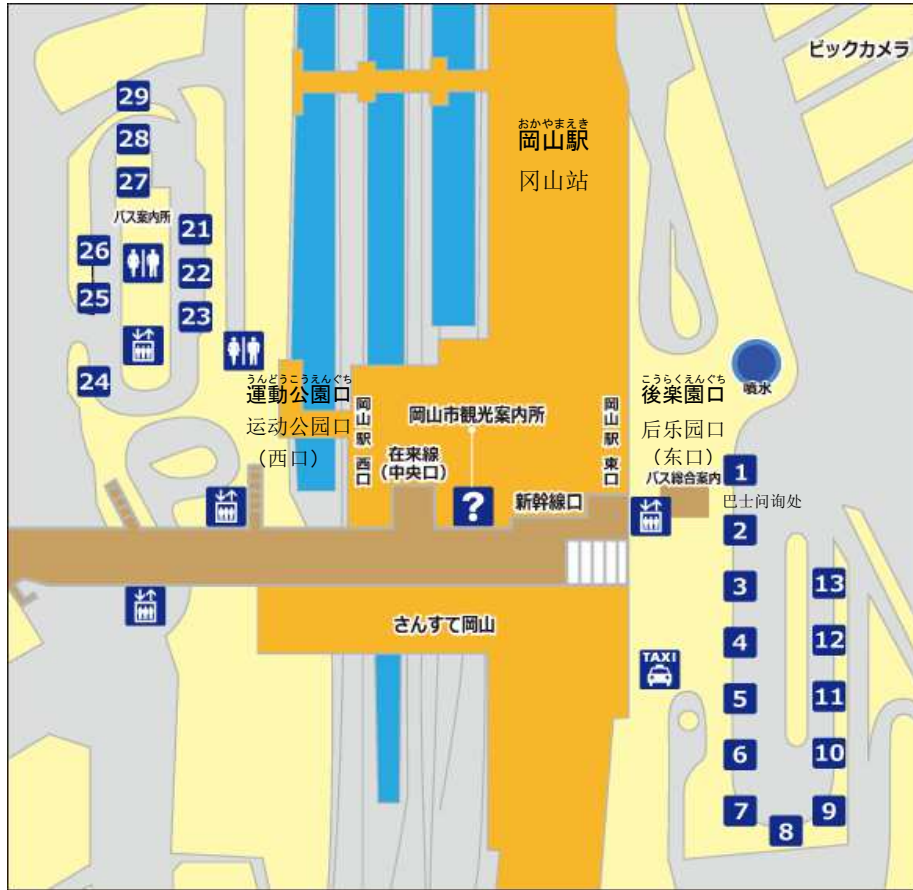 ビックカメラ
29
28
27
バス案内所
26
25
24
21
22
23
おかやまえき
岡山駅
冈山站
うんどうこうえんぐち
運動公園口
运动公园口
（西口）
岡山駅 西口
在来線
(中央口)
岡山市観光案内所
?
新幹線口
岡山駅 東口
こうらくえんぐち
後楽園口
后乐园口
（东口）
噴水
バス総合案内
巴士问询处
さんすて岡山
TAXI
1
2
3
4
5
6
7
8
9
10
11
12
13